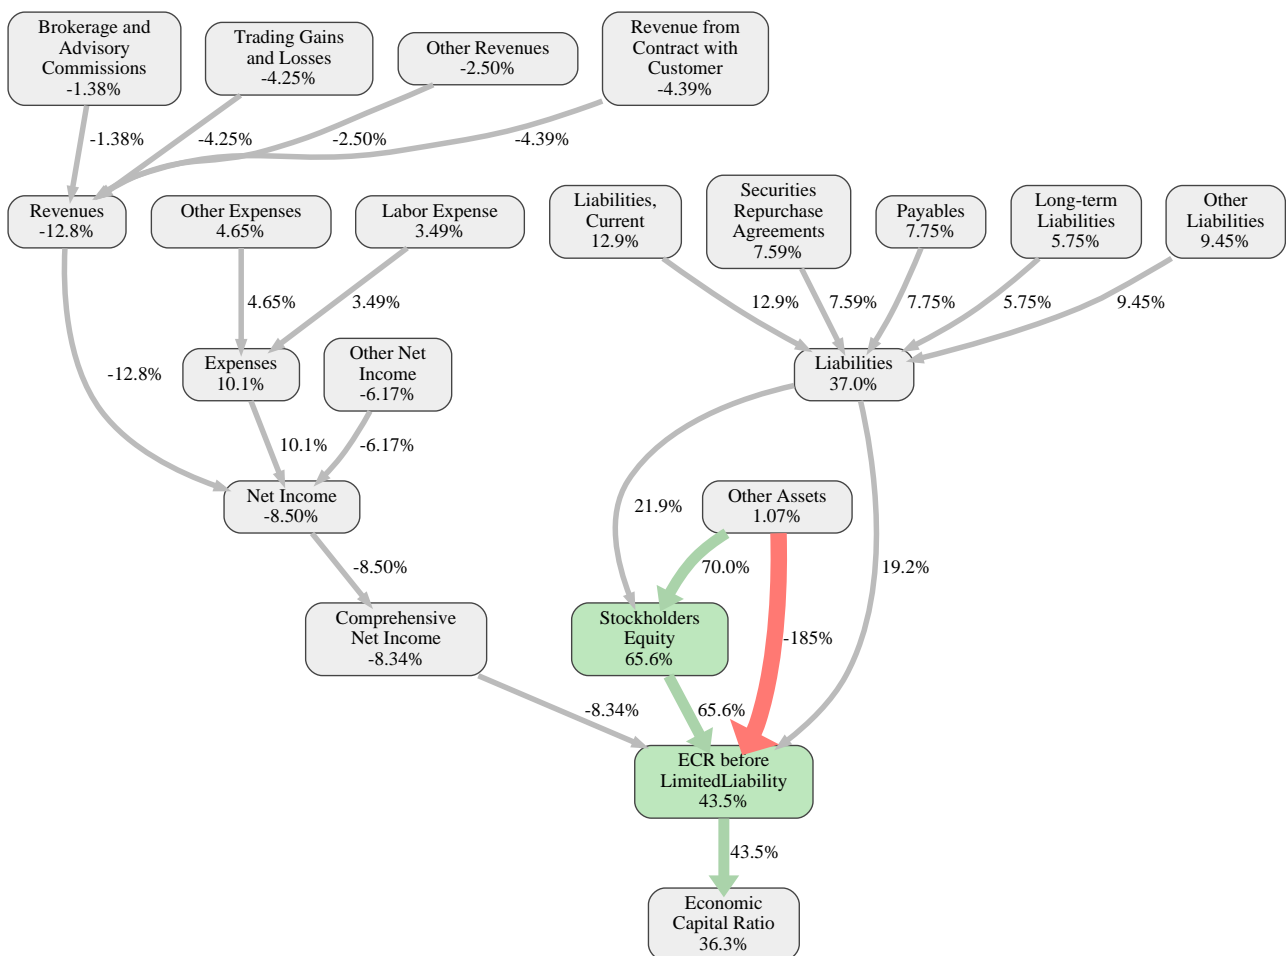 Brokerage and
Advisory
Commissions
-1.38%
Trading Gains
and Losses
-4.25%
Other Revenues
-2.50%
Revenue from
Contract with
Customer
-4.39%
-1.38%
-4.25%
-2.50%
-4.39%
Revenues
-12.8%
Other Expenses
4.65%
Labor Expense
3.49%
Liabilities,
Current
12.9%
Securities
Repurchase
Agreements
7.59%
Payables
7.75%
Long-term
Liabilities
5.75%
Other
Liabilities
9.45%
4.65%
3.49%
12.9%
7.59%
7.75%
5.75%
9.45%
-12.8%
Expenses
10.1%
Other Net
Income
-6.17%
Liabilities
37.0%
10.1%
-6.17%
Net Income
-8.50%
21.9%
Other Assets
1.07%
-8.50%
70.0%
19.2%
Comprehensive
Net Income
-8.34%
Stockholders
Equity
65.6%
-185%
-8.34%
65.6%
ECR before
LimitedLiability
43.5%
43.5%
Economic
Capital Ratio
36.3%